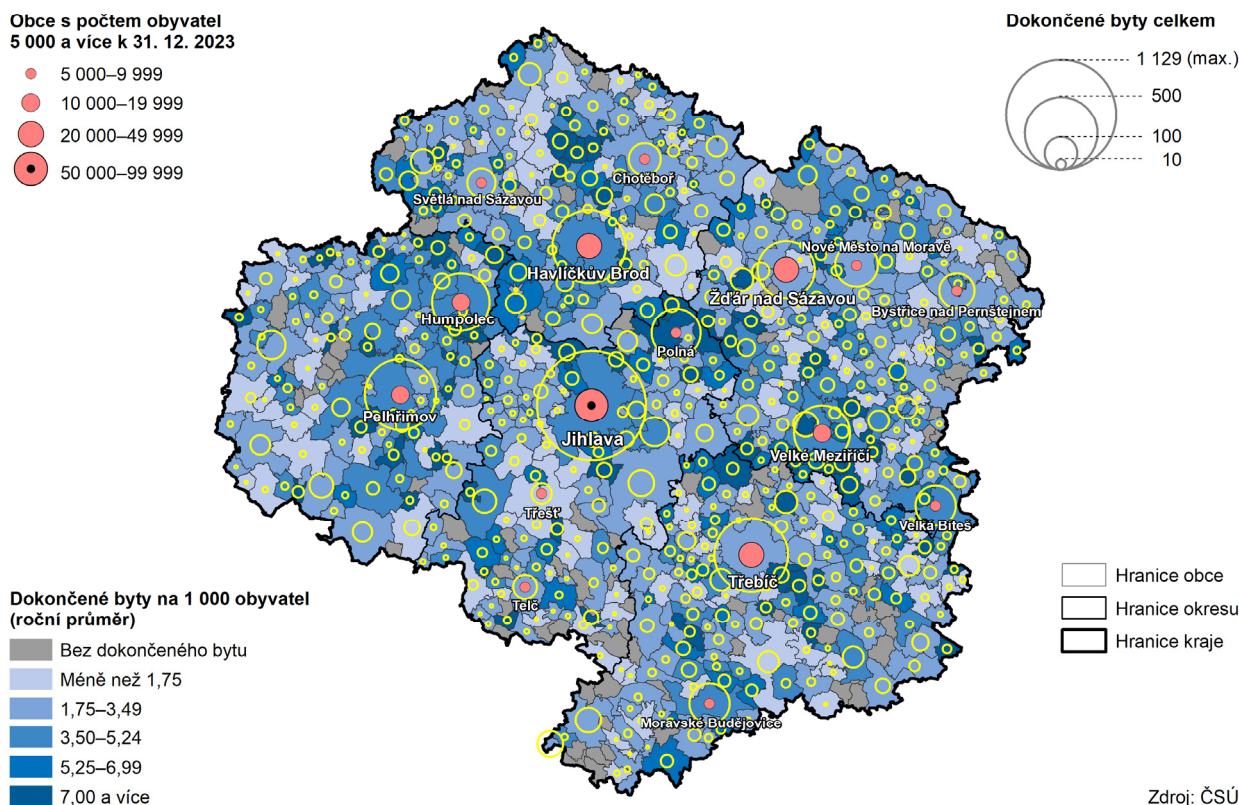 Obce s počtem obyvatel
5 000 a více k 31. 12. 2023
5 000–9 999
10 000–19 999
20 000–49 999
50 000–99 999
Dokončené byty celkem
1 129 (max.)
500
100
10
Chotěboř
Světlá nad Sázavou
Havlíčkův Brod
Nové Město na Moravě
Žďár nad Sázavou
Bystřice nad Pernštejnem
Humpolec
Polná
Pelhřimov
Jihlava
Velké Meziříčí
Třešť
Velká Bíteš
Třebíč
Telč
Moravské Budějovice
Dokončené byty na 1 000 obyvatel
(roční průměr)
Bez dokončeného bytu
Méně než 1,75
1,75–3,49
3,50–5,24
5,25–6,99
7,00 a více
Hranice obce
Hranice okresu
Hranice kraje
Zdroj: ČSÚ